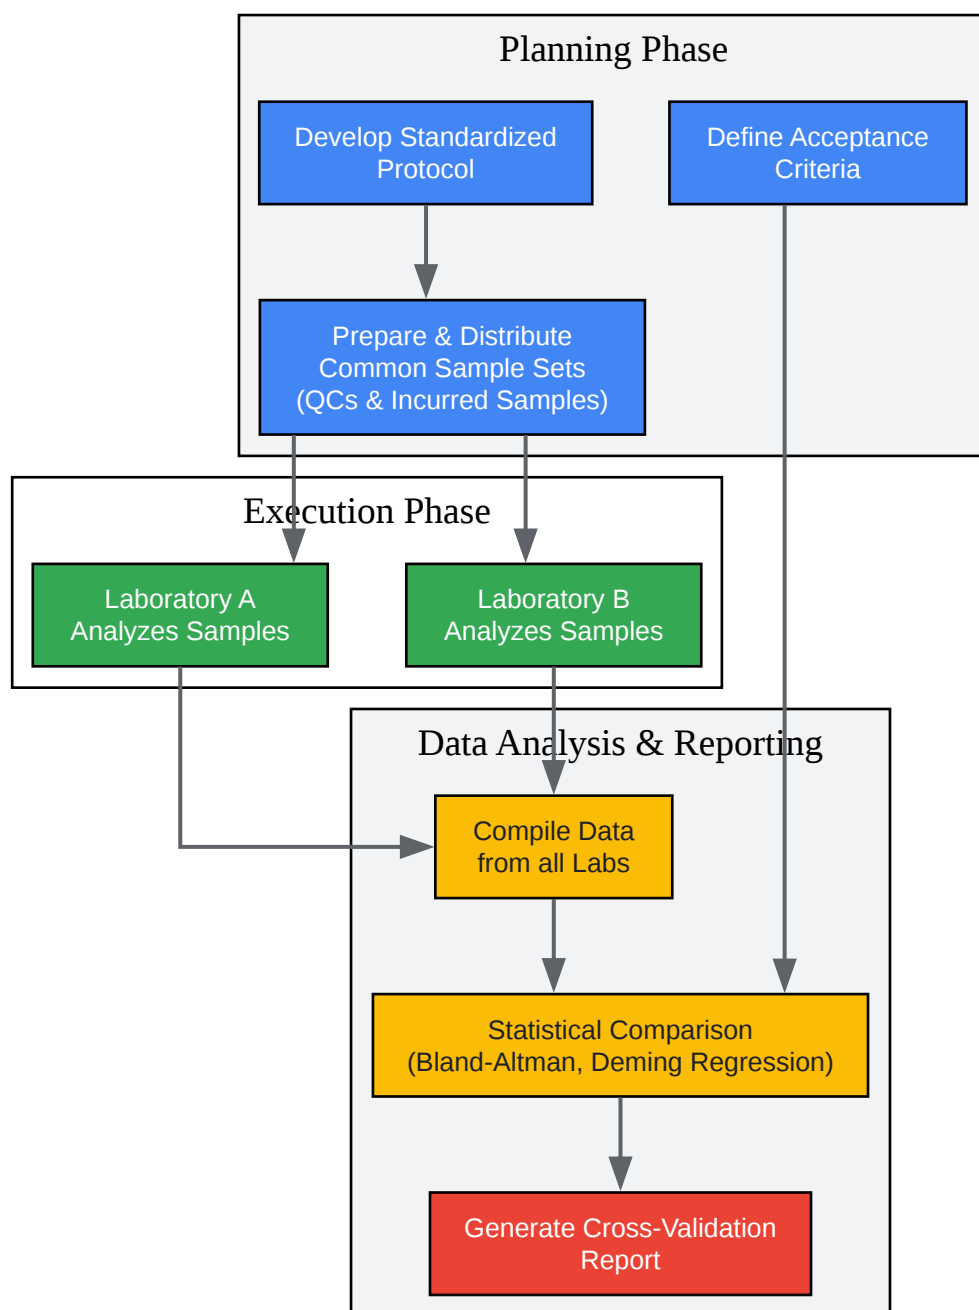 Planning Phase
Develop Standardized
Protocol
Define Acceptance
Criteria
Prepare & Distribute
Common Sample Sets
(QCs & Incurred Samples)
Execution Phase
Laboratory A
Analyzes Samples
Laboratory B
Analyzes Samples
Data Analysis & Reporting
Compile Data
from all Labs
Statistical Comparison
(Bland-Altman, Deming Regression)
Generate Cross-Validation
Report